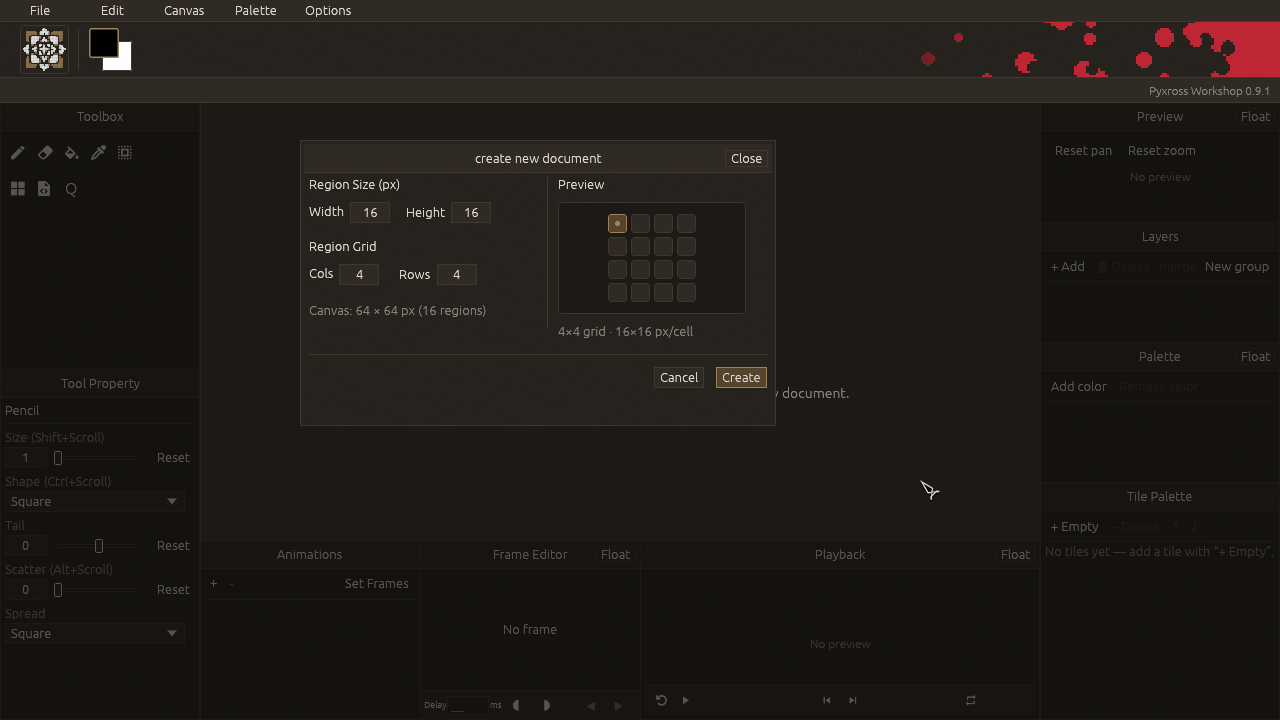 File Edit Canvas Palette Options
Pyxross Workshop 0.9.1
Toolbox
Q
Tool Property
Pencil
Size (Shift+Scroll)
1 Reset
Shape (Ctrl+Scroll)
Square
Tail
0 Reset
Scatter (Alt+Scroll)
0 Reset
Spread
Square
create new document Close
Region Size (px)
Width 16 Height 16
Region Grid
Cols 4 Rows 4
Canvas: 64 × 64 px (16 regions)
Preview
4×4 grid · 16×16 px/cell
Cancel Create
document.
Animations
+ - Set Frames
Frame Editor Float
No frame
Delay ms
Playback Float
No preview
Preview Float
Reset pan Reset zoom
No preview
Layers
+ Add Delete Merge New group
Palette Float
Add color Remove color
Tile Palette
+ Empty - Delete ↑ ↓
No tiles yet — add a tile with "+ Empty".